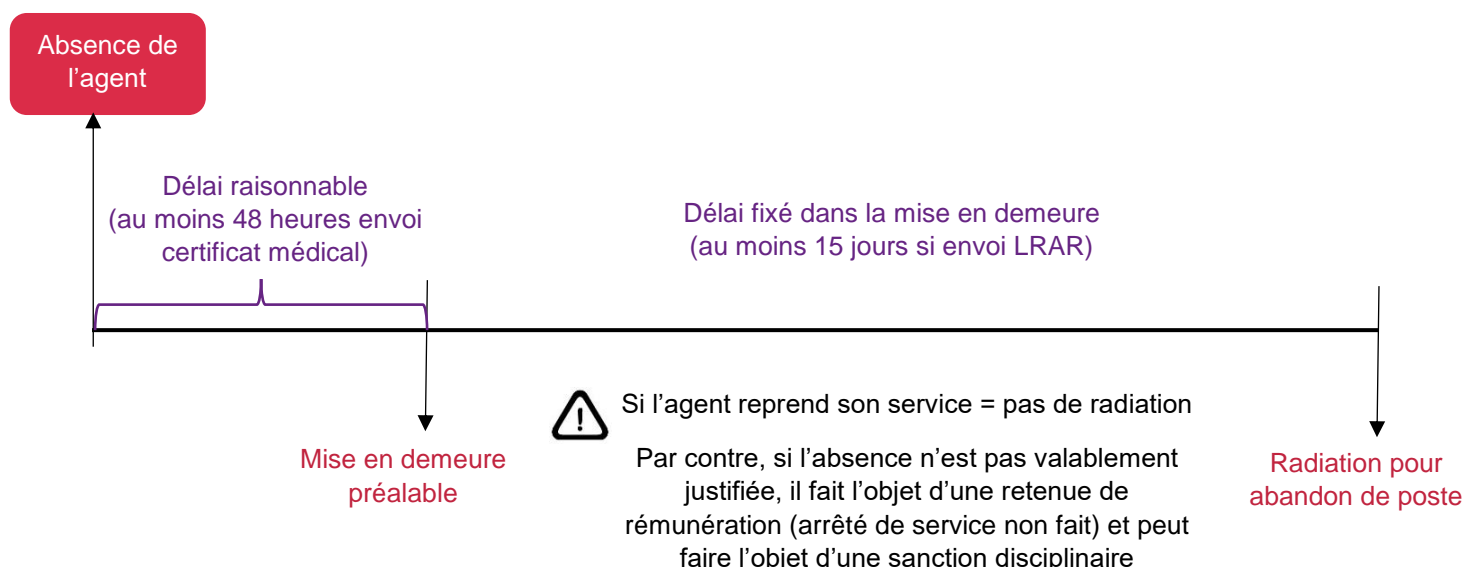 Absence de
l’agent
Délai raisonnable
(au moins 48 heures envoi
certificat médical)
Délai fixé dans la mise en demeure
(au moins 15 jours si envoi LRAR)
Mise en demeure
préalable
Si l’agent reprend son service = pas de radiation
Par contre, si l’absence n’est pas valablement
justifiée, il fait l’objet d’une retenue de
rémunération (arrêté de service non fait) et peut
faire l’objet d’une sanction disciplinaire
Radiation pour
abandon de poste